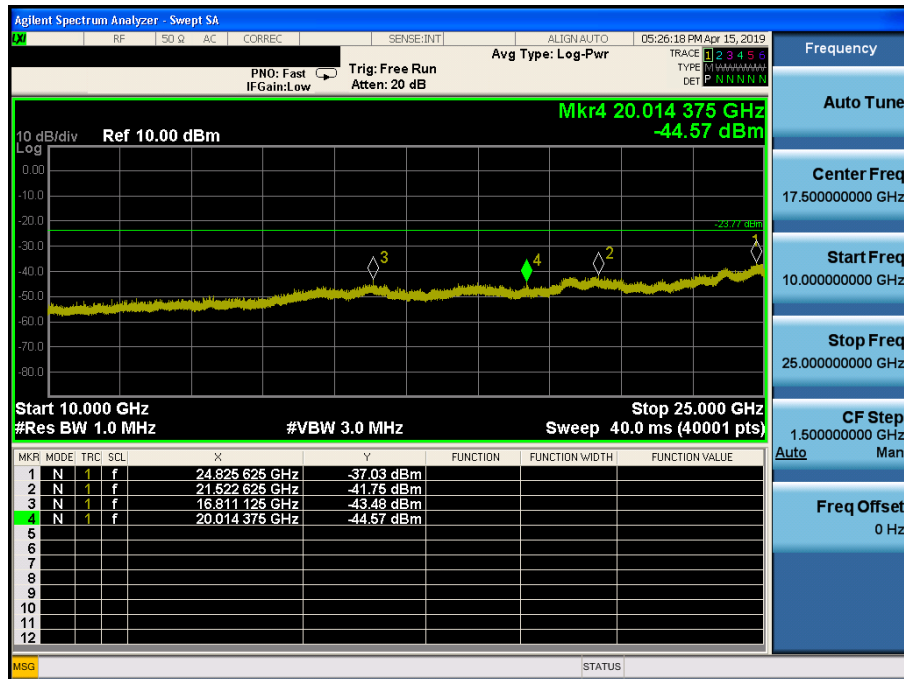 Agilent Spectrum Analyzer - Swept SA
LXI RF 50 Ω AC CORREC SENSE:INT ALIGN AUTO 05:26:18 PM Apr 15, 2019
Frequency
Avg Type: Log-Pwr TRACE 1 2 3 4 5 6
PNO: Fast Trig: Free Run TYPE M WWWWW
IFGain:Low Atten: 20 dB DET P N N N N N
Auto Tune
Mkr4 20.014 375 GHz
10 dB/div Ref 10.00 dBm -44.57 dBm
Log
0.00
-10.0
-20.0
-23.77 dBm
-30.0
-40.0
-50.0
-60.0
-70.0
-80.0
3
4
2
1
Center Freq
17.500000000 GHz
Start Freq
10.000000000 GHz
Stop Freq
25.000000000 GHz
Start 10.000 GHz Stop 25.000 GHz
#Res BW 1.0 MHz #VBW 3.0 MHz Sweep 40.0 ms (40001 pts)
CF Step
1.500000000 GHz
Auto Man
MKR MODE TRC SCL X Y FUNCTION FUNCTION WIDTH FUNCTION VALUE
1 N 1 f 24.825 625 GHz -37.03 dBm
2 N 1 f 21.522 625 GHz -41.75 dBm
3 N 1 f 16.811 125 GHz -43.48 dBm
4 N 1 f 20.014 375 GHz -44.57 dBm
5
6
7
8
9
10
11
12
Freq Offset
0 Hz
MSG STATUS